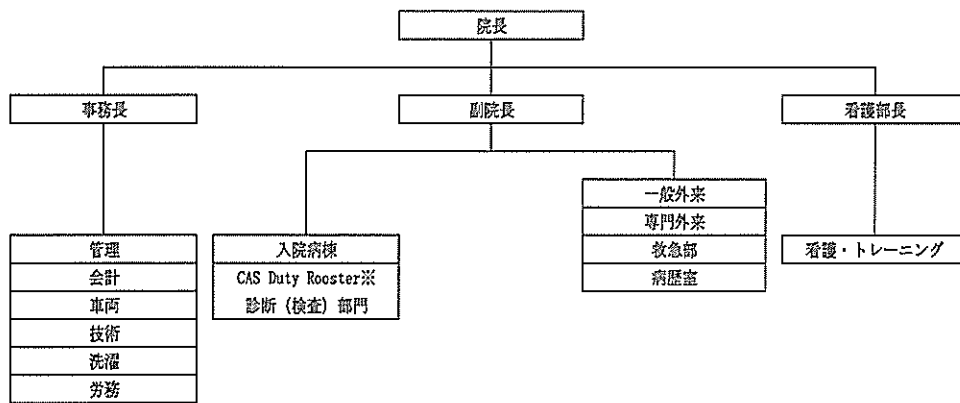 院長
事務長
副院長
看護部長
管理
会計
車両
技術
洗濯
労務
入院病棟
CAS Duty Rooster※
診断（検査）部門
一般外来
専門外来
救急部
病歴室
看護・トレーニング